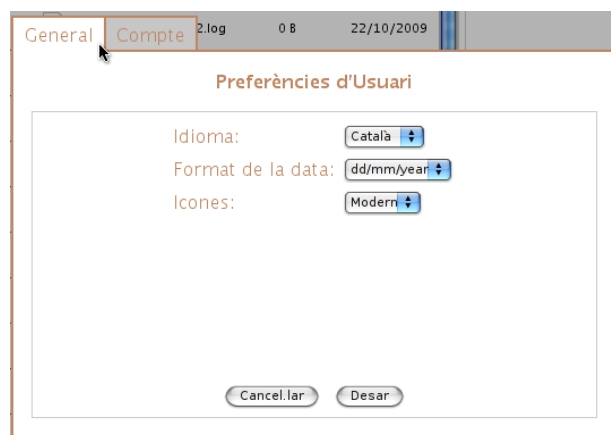 General Compte 2.log 0 B 22/10/2009
Preferències d'Usuari
Idioma: Català
Format de la data: dd/mm/year
Icones: Modern
Cancel.lar Desar